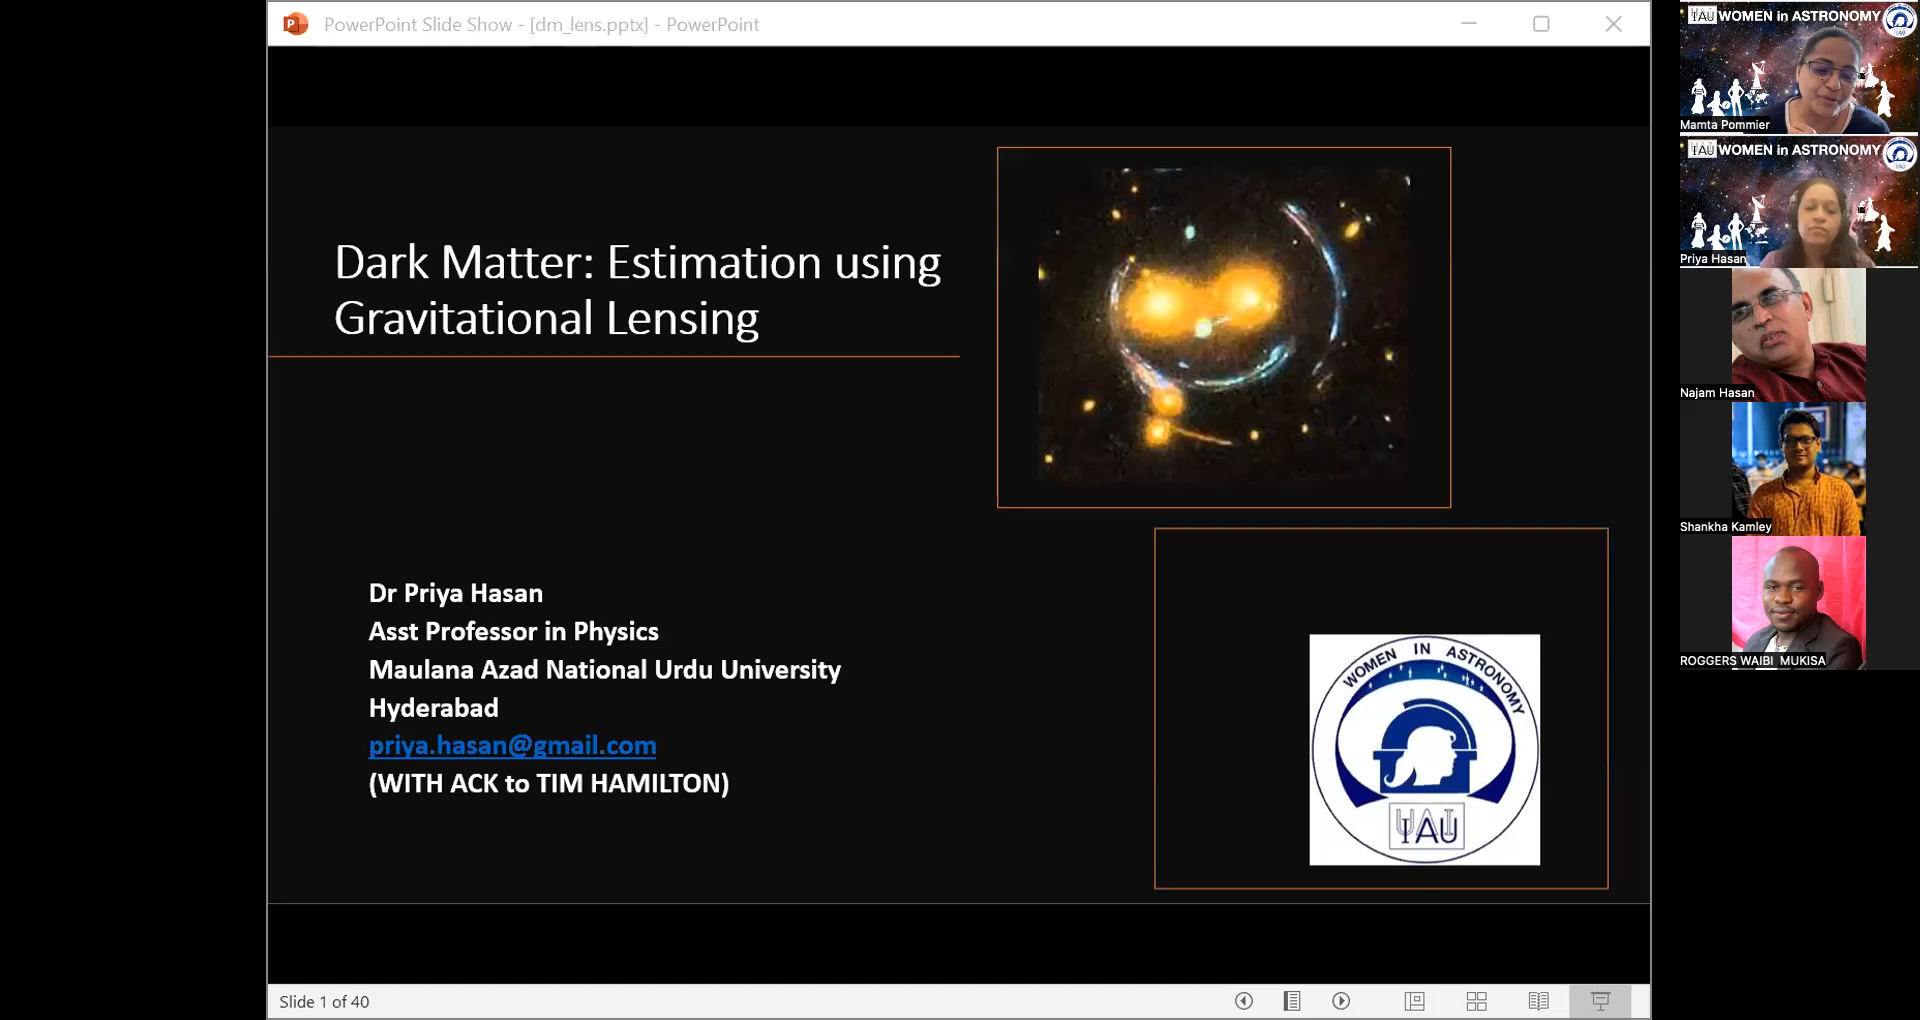 PowerPoint Slide Show - [dm_lens.pptx] - PowerPoint
Dark Matter: Estimation using
Gravitational Lensing
Dr Priya Hasan
Asst Professor in Physics
Maulana Azad National Urdu University
Hyderabad
priya.hasan@gmail.com
(WITH ACK to TIM HAMILTON)
WOMEN IN ASTRONOMY
UAI
IAU
Slide 1 of 40
IAU WOMEN in ASTRONOMY
Mamta Pommier
IAU WOMEN in ASTRONOMY
Priya Hasan
Najam Hasan
Shankha Kamley
ROGGERS WAIBI MUKISA